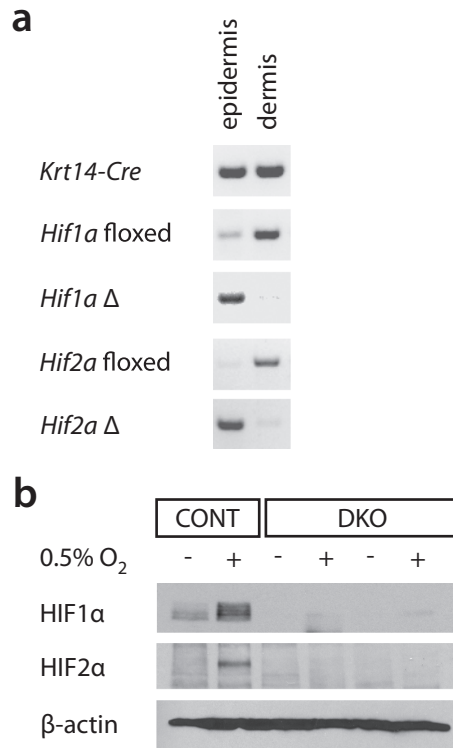 a
epidermis dermis
Krt14-Cre
Hif1a floxed
Hif1a Δ
Hif2a floxed
Hif2a Δ
b
CONT DKO
0.5% O₂ - + - + - +
HIF1α
HIF2α
β-actin